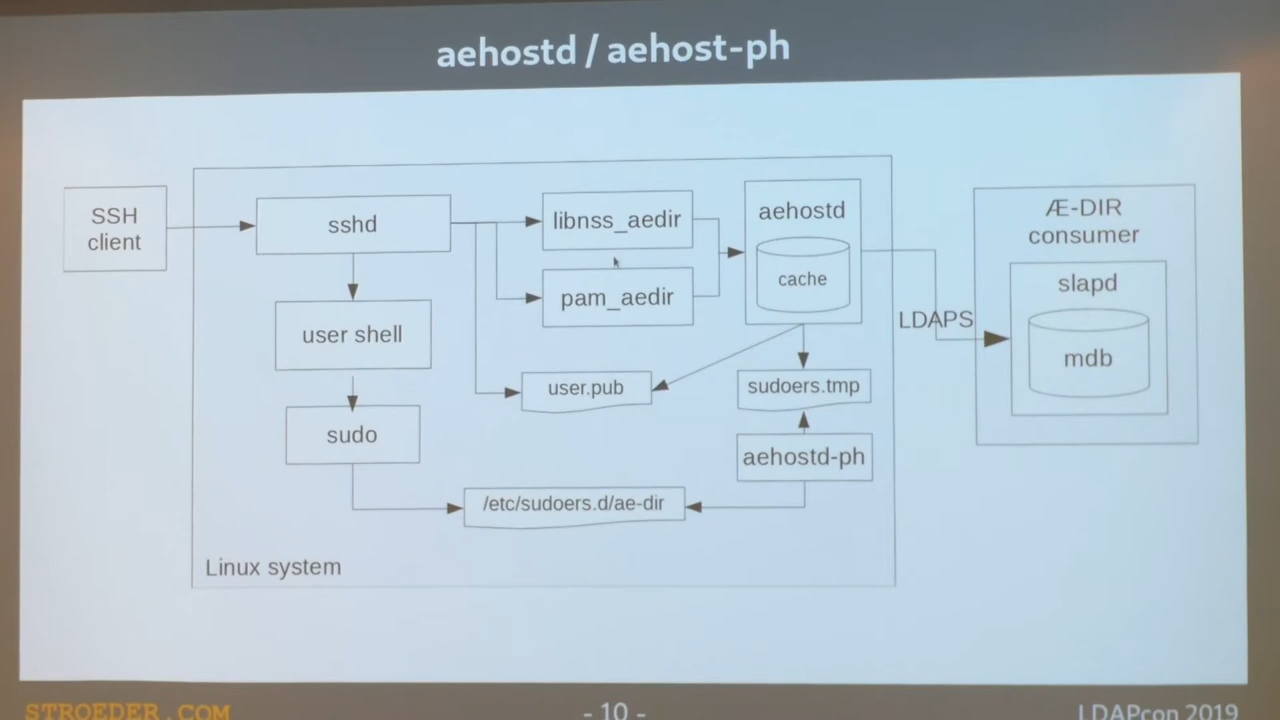 aehostd / aehost-ph
SSH
client
sshd
libnss_aedir
aehostd
cache
pam_aedir
user shell
user.pub
sudoers.tmp
sudo
aehostd-ph
/etc/sudoers.d/ae-dir
Linux system
LDAPS
Æ-DIR
consumer
slapd
mdb
STROEDER.COM
- 10 -
LDAPcon 2019